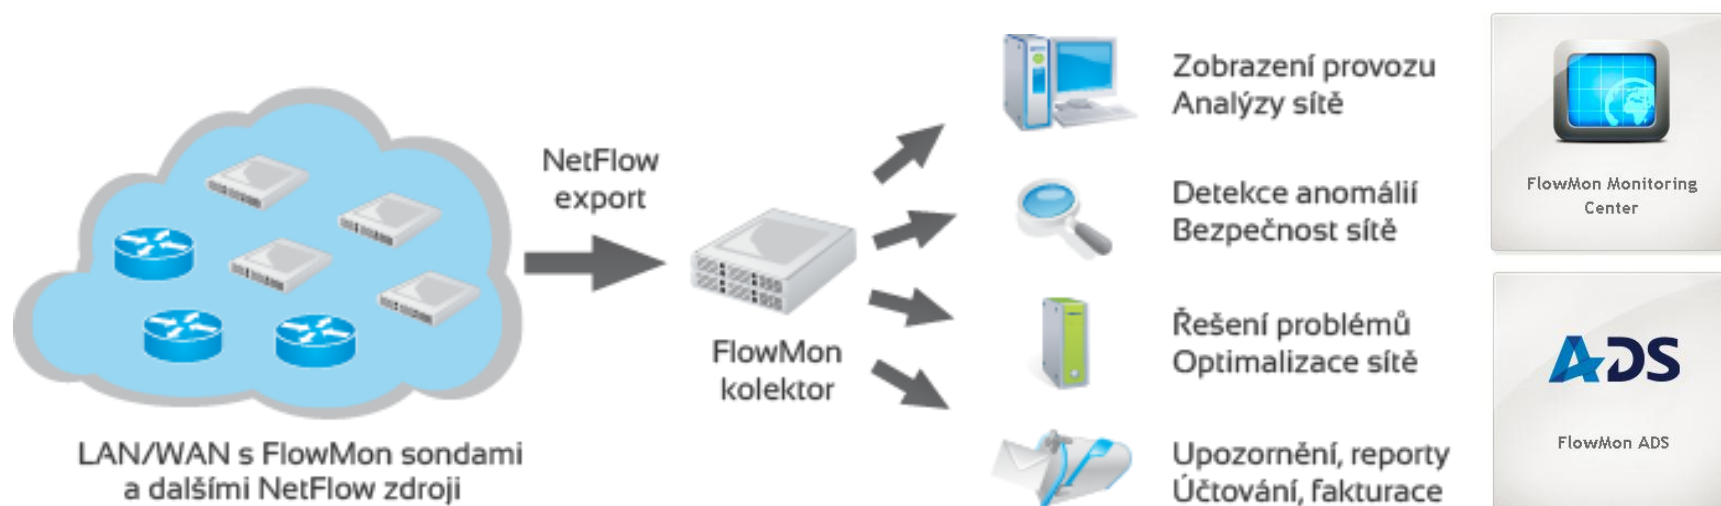 NetFlow
export
LAN/WAN s FlowMon sondami
a dalšími NetFlow zdroji
FlowMon
kolektor
Zobrazení provozu
Analýzy sítě
Detekce anomálií
Bezpečnost sítě
Řešení problémů
Optimalizace sítě
Upozornění, reporty
Účtování, fakturace
FlowMon Monitoring
Center
ADS
FlowMon ADS